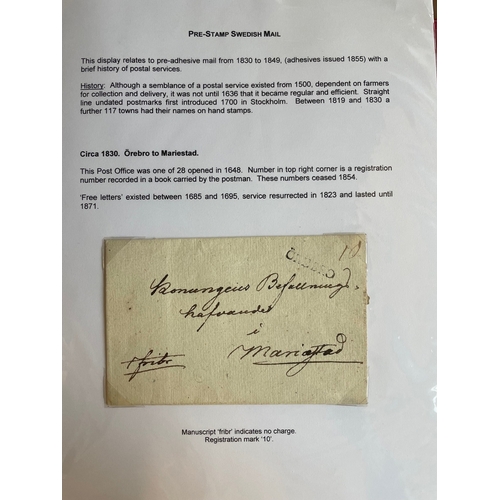 PRE-STAMP SWEDISH MAIL
This display relates to pre-adhesive mail from 1830 to 1849, (adhesives issued 1855) with a
brief history of postal services.
History: Although a semblance of a postal service existed from 1500, dependent on farmers
for collection and delivery, it was not until 1636 that it became regular and efficient. Straight
line undated postmarks first introduced 1700 in Stockholm. Between 1819 and 1830 a
further 117 towns had their names on hand stamps.
Circa 1830. Örebro to Mariestad.
This Post Office was one of 28 opened in 1648. Number in top right corner is a registration
number recorded in a book carried by the postman. These numbers ceased 1854.
'Free letters' existed between 1685 and 1695, service resurrected in 1823 and lasted until
1871.
10
ÖREBRO
Konungens Befallnings
hafvande
i
Mariæstad
fribr
Manuscript 'fribr' indicates no charge.
Registration mark '10'.